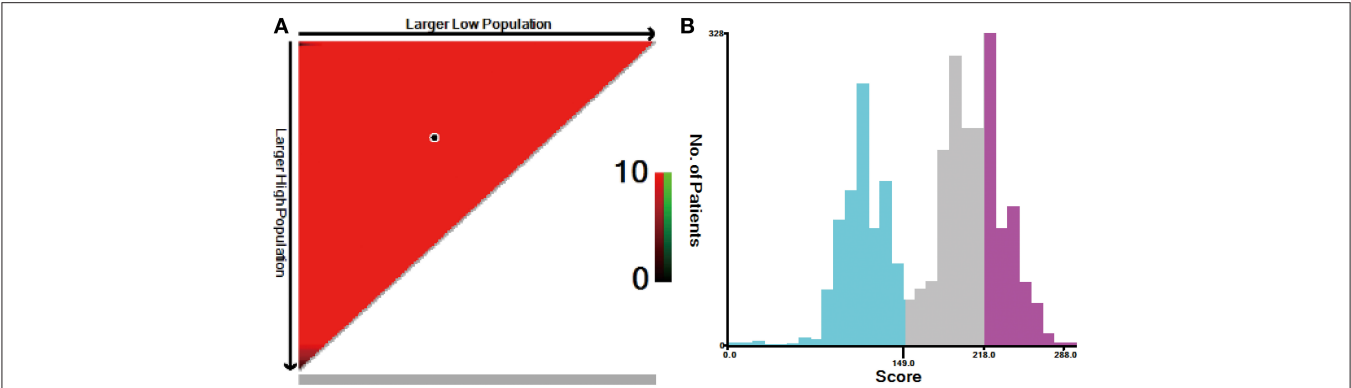 A
Larger Low Population
Larger High Population
10
0
B
328
0
No. of Patients
0.0
149.0
218.0
288.0
Score